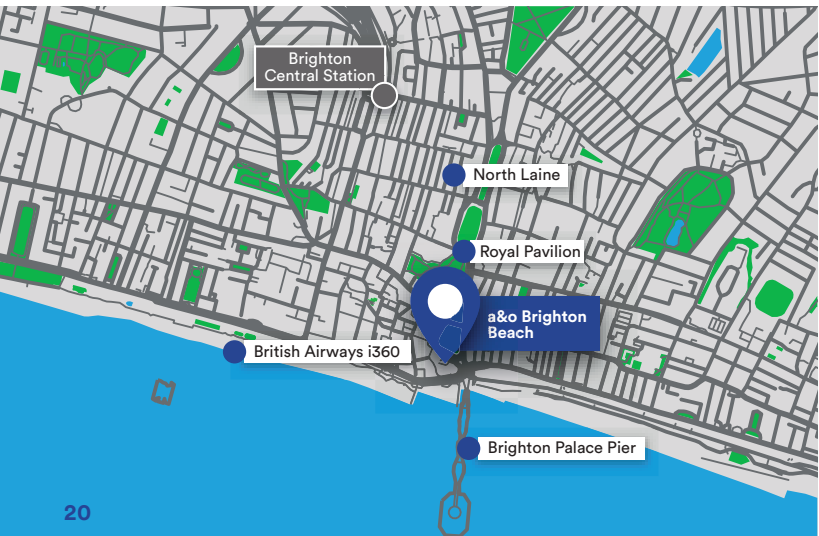 Brighton
Central Station
North Laine
Royal Pavilion
a&o Brighton
Beach
British Airways i360
Brighton Palace Pier
20